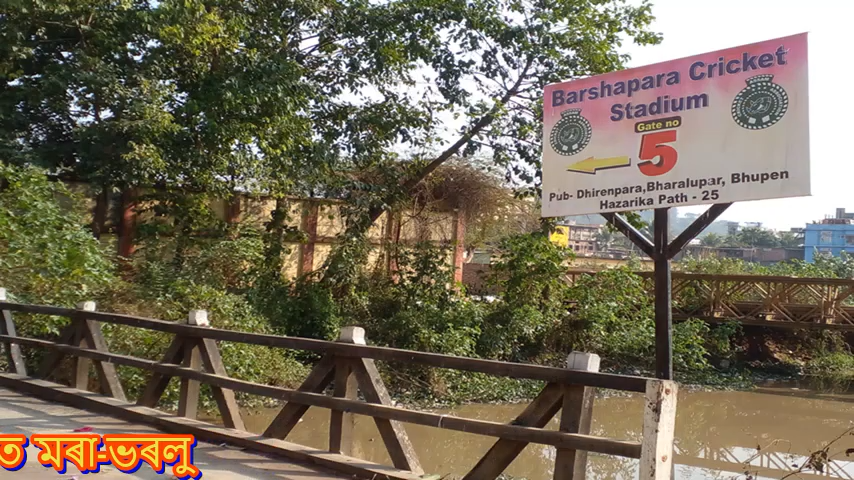 Barshapara Cricket
Stadium
Gate no
5
Pub- Dhirenpara,Bharalupar, Bhupen
Hazarika Path - 25
ত মৰা-ভৰলু